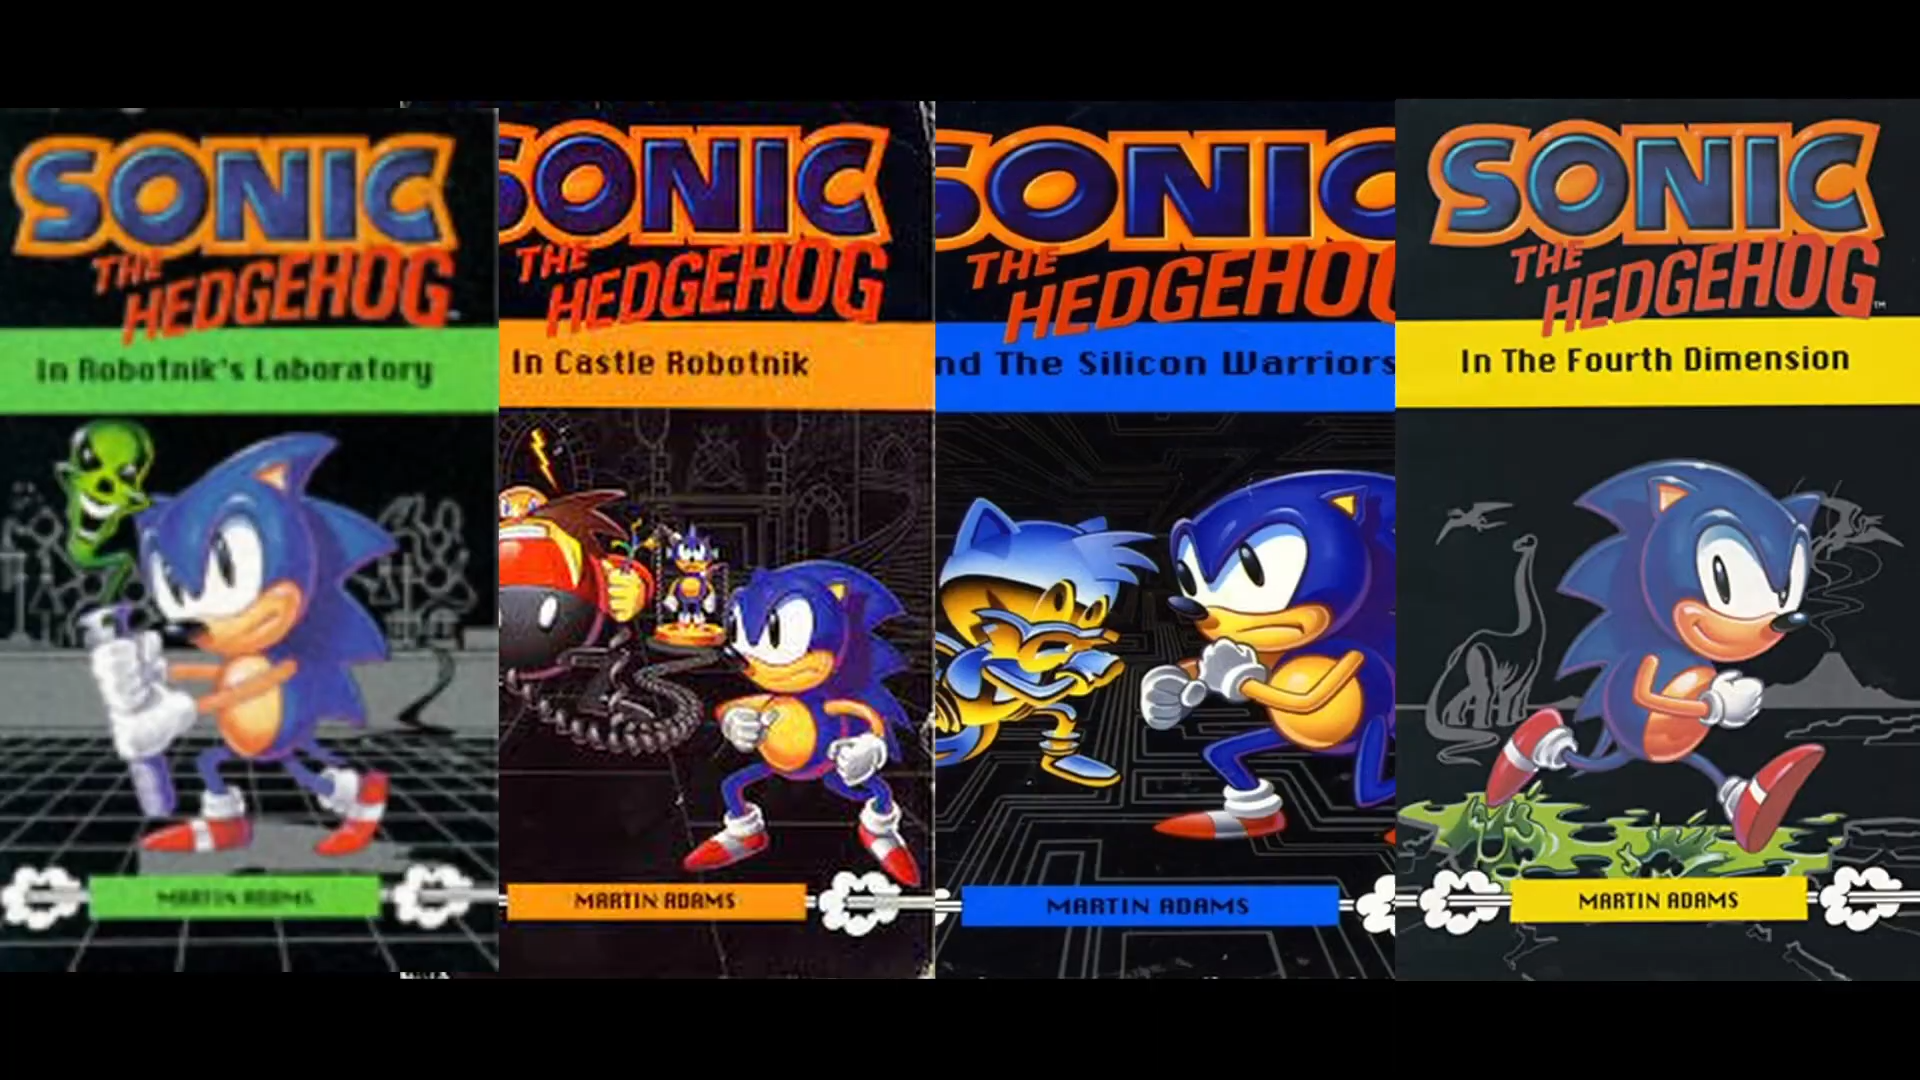 SONIC
THE
HEDGEHOG
In Robotnik's Laboratory
MARTIN ADAMS
SONIC
THE
HEDGEHOG
In Castle Robotnik
MARTIN ADAMS
SONIC
THE
HEDGEHOG
nd The Silicon Warriors
MARTIN ADAMS
SONIC
THE
HEDGEHOG™
In The Fourth Dimension
MARTIN ADAMS